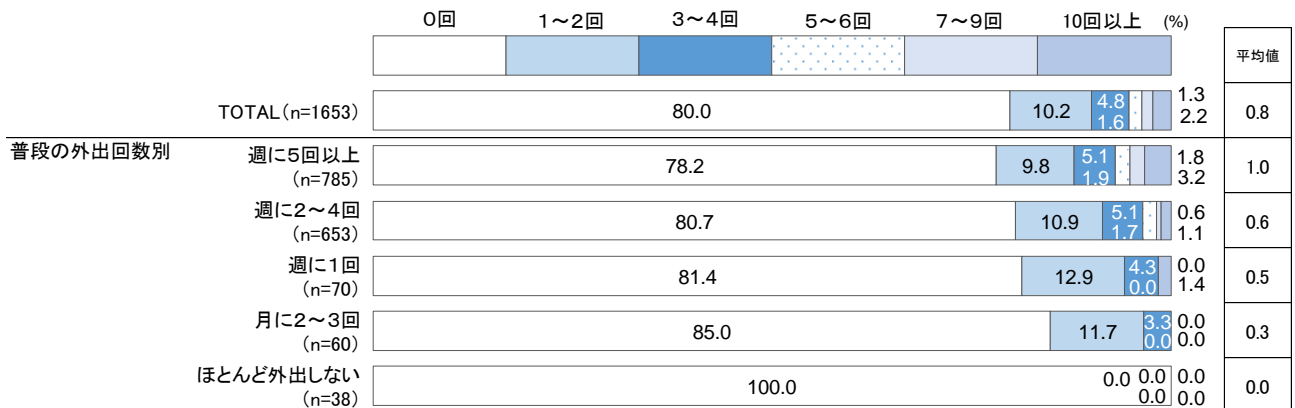 0回 1～2回 3～4回 5～6回 7～9回 10回以上 (%)
平均値
TOTAL(n=1653) 80.0 10.2 4.8 1.6 1.3 2.2 0.8
普段の外出回数別
週に5回以上 (n=785) 78.2 9.8 5.1 1.9 1.8 3.2 1.0
週に2～4回 (n=653) 80.7 10.9 5.1 1.7 0.6 1.1 0.6
週に1回 (n=70) 81.4 12.9 4.3 0.0 0.0 1.4 0.5
月に2～3回 (n=60) 85.0 11.7 3.3 0.0 0.0 0.0 0.3
ほとんど外出しない (n=38) 100.0 0.0 0.0 0.0 0.0 0.0 0.0